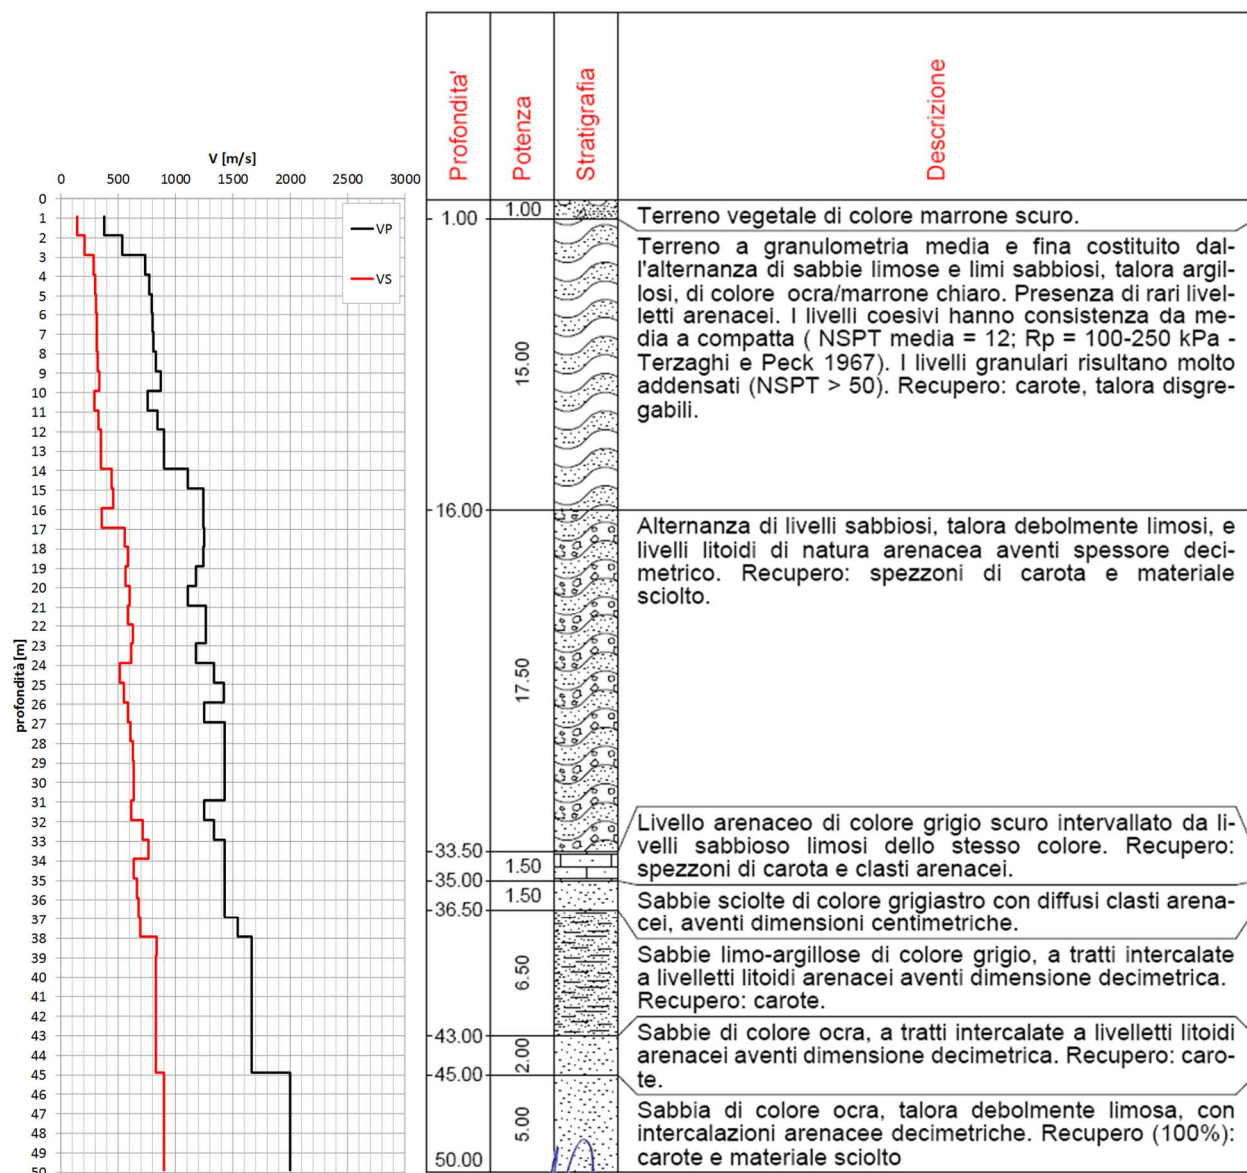 V [m/s]
0 500 1000 1500 2000 2500 3000
VP
VS
profondità [m]
0
1
2
3
4
5
6
7
8
9
10
11
12
13
14
15
16
17
18
19
20
21
22
23
24
25
26
27
28
29
30
31
32
33
34
35
36
37
38
39
40
41
42
43
44
45
46
47
48
49
50
Profondita'
Potenza
Stratigrafia
Descrizione
1.00
1.00
Terreno vegetale di colore marrone scuro.
15.00
Terreno a granulometria media e fina costituito dal-
l'alternanza di sabbie limose e limi sabbiosi, talora argil-
losi, di colore ocra/marrone chiaro. Presenza di rari livel-
letti arenacei. I livelli coesivi hanno consistenza da me-
dia a compatta ( NSPT media = 12; Rp = 100-250 kPa -
Terzaghi e Peck 1967). I livelli granulari risultano molto
addensati (NSPT > 50). Recupero: carote, talora disgre-
gabili.
16.00
17.50
Alternanza di livelli sabbiosi, talora debolmente limosi, e
livelli litoidi di natura arenacea aventi spessore deci-
metrico. Recupero: spezzoni di carota e materiale
sciolto.
33.50
1.50
Livello arenaceo di colore grigio scuro intervallato da li-
velli sabbioso limosi dello stesso colore. Recupero:
spezzoni di carota e clasti arenacei.
35.00
1.50
Sabbie sciolte di colore grigiastro con diffusi clasti arena-
cei, aventi dimensioni centimetriche.
36.50
6.50
Sabbie limo-argillose di colore grigio, a tratti intercalate
a livelletti litoidi arenacei aventi dimensione decimetrica.
Recupero: carote.
43.00
2.00
Sabbie di colore ocra, a tratti intercalate a livelletti litoidi
arenacei aventi dimensione decimetrica. Recupero: caro-
te.
45.00
5.00
Sabbia di colore ocra, talora debolmente limosa, con
intercalazioni arenacee decimetriche. Recupero (100%):
carote e materiale sciolto
50.00